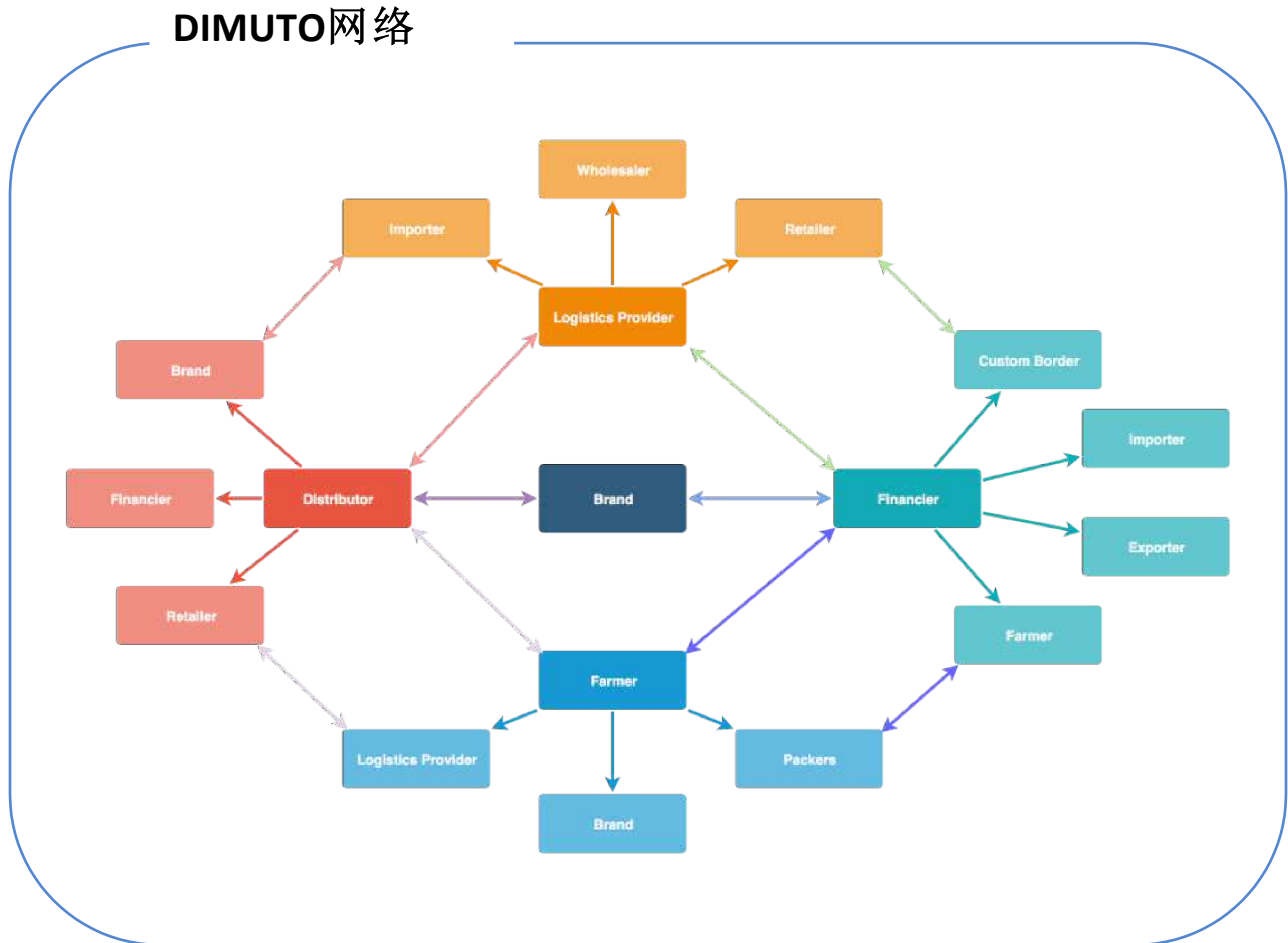 DIMUTO网络
Wholesaler
Importer
Retailer
Logistics Provider
Brand
Custom Border
Importer
Financier
Distributor
Brand
Financier
Exporter
Retailer
Farmer
Farmer
Logistics Provider
Packers
Brand